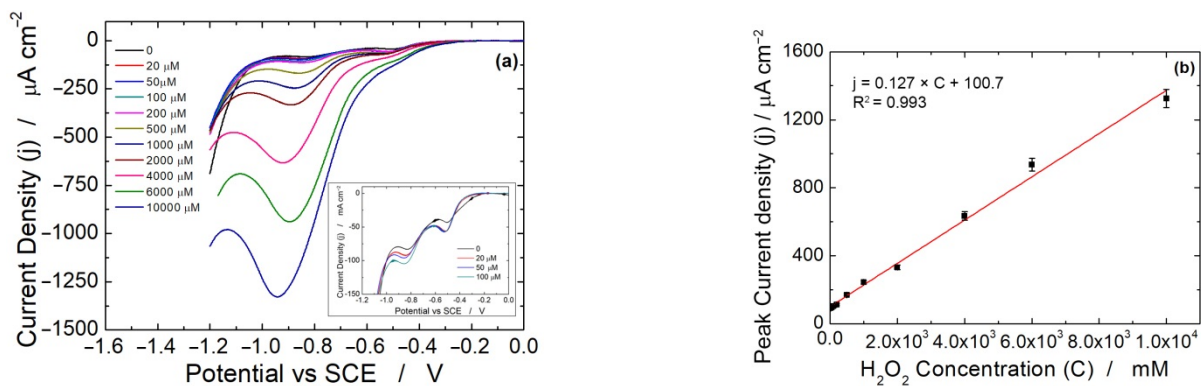 0
−250
−500
−750
−1000
−1250
−1500
Current Density (j) / μA cm⁻²
0
20 μM
50μM
100 μM
200 μM
500 μM
1000 μM
2000 μM
4000 μM
6000 μM
10000 μM
(a)
0
-50
-100
-150
Current Density (j) / mA cm⁻²
0
20 μM
50 μM
100 μM
-1.2 -1.0 -0.8 -0.6 -0.4 -0.2 0.0
Potential vs SCE / V
−1.6 −1.4 −1.2 −1.0 −0.8 −0.6 −0.4 −0.2 0.0
Potential vs SCE / V
1600
1200
800
400
0
Peak Current density (j) / μA cm⁻²
(b)
j = 0.127 × C + 100.7
R² = 0.993
0.0 2.0x10³ 4.0x10³ 6.0x10³ 8.0x10³ 1.0x10⁴
H₂O₂ Concentration (C) / mM